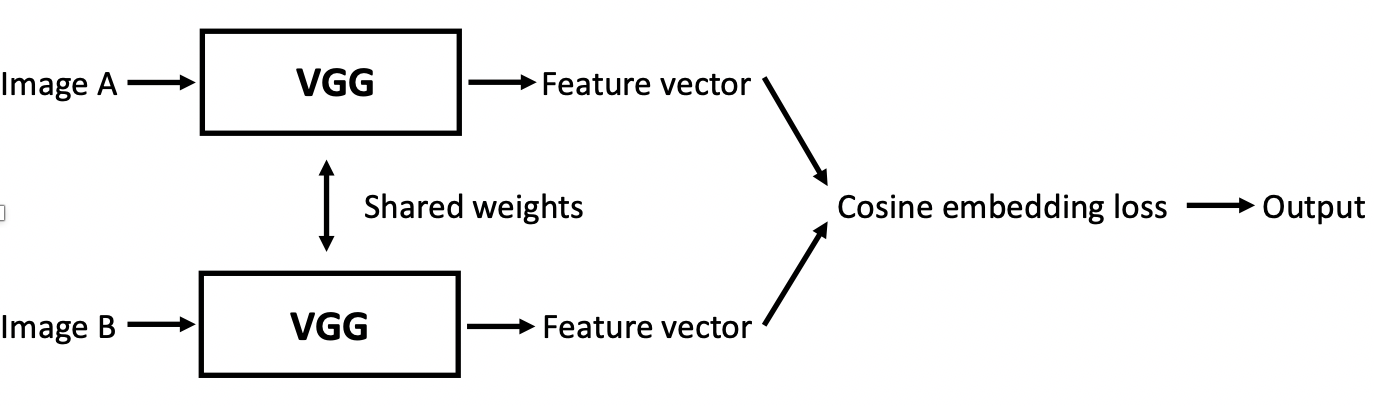 Image A
VGG
Feature vector
Shared weights
Cosine embedding loss
Output
Image B
VGG
Feature vector